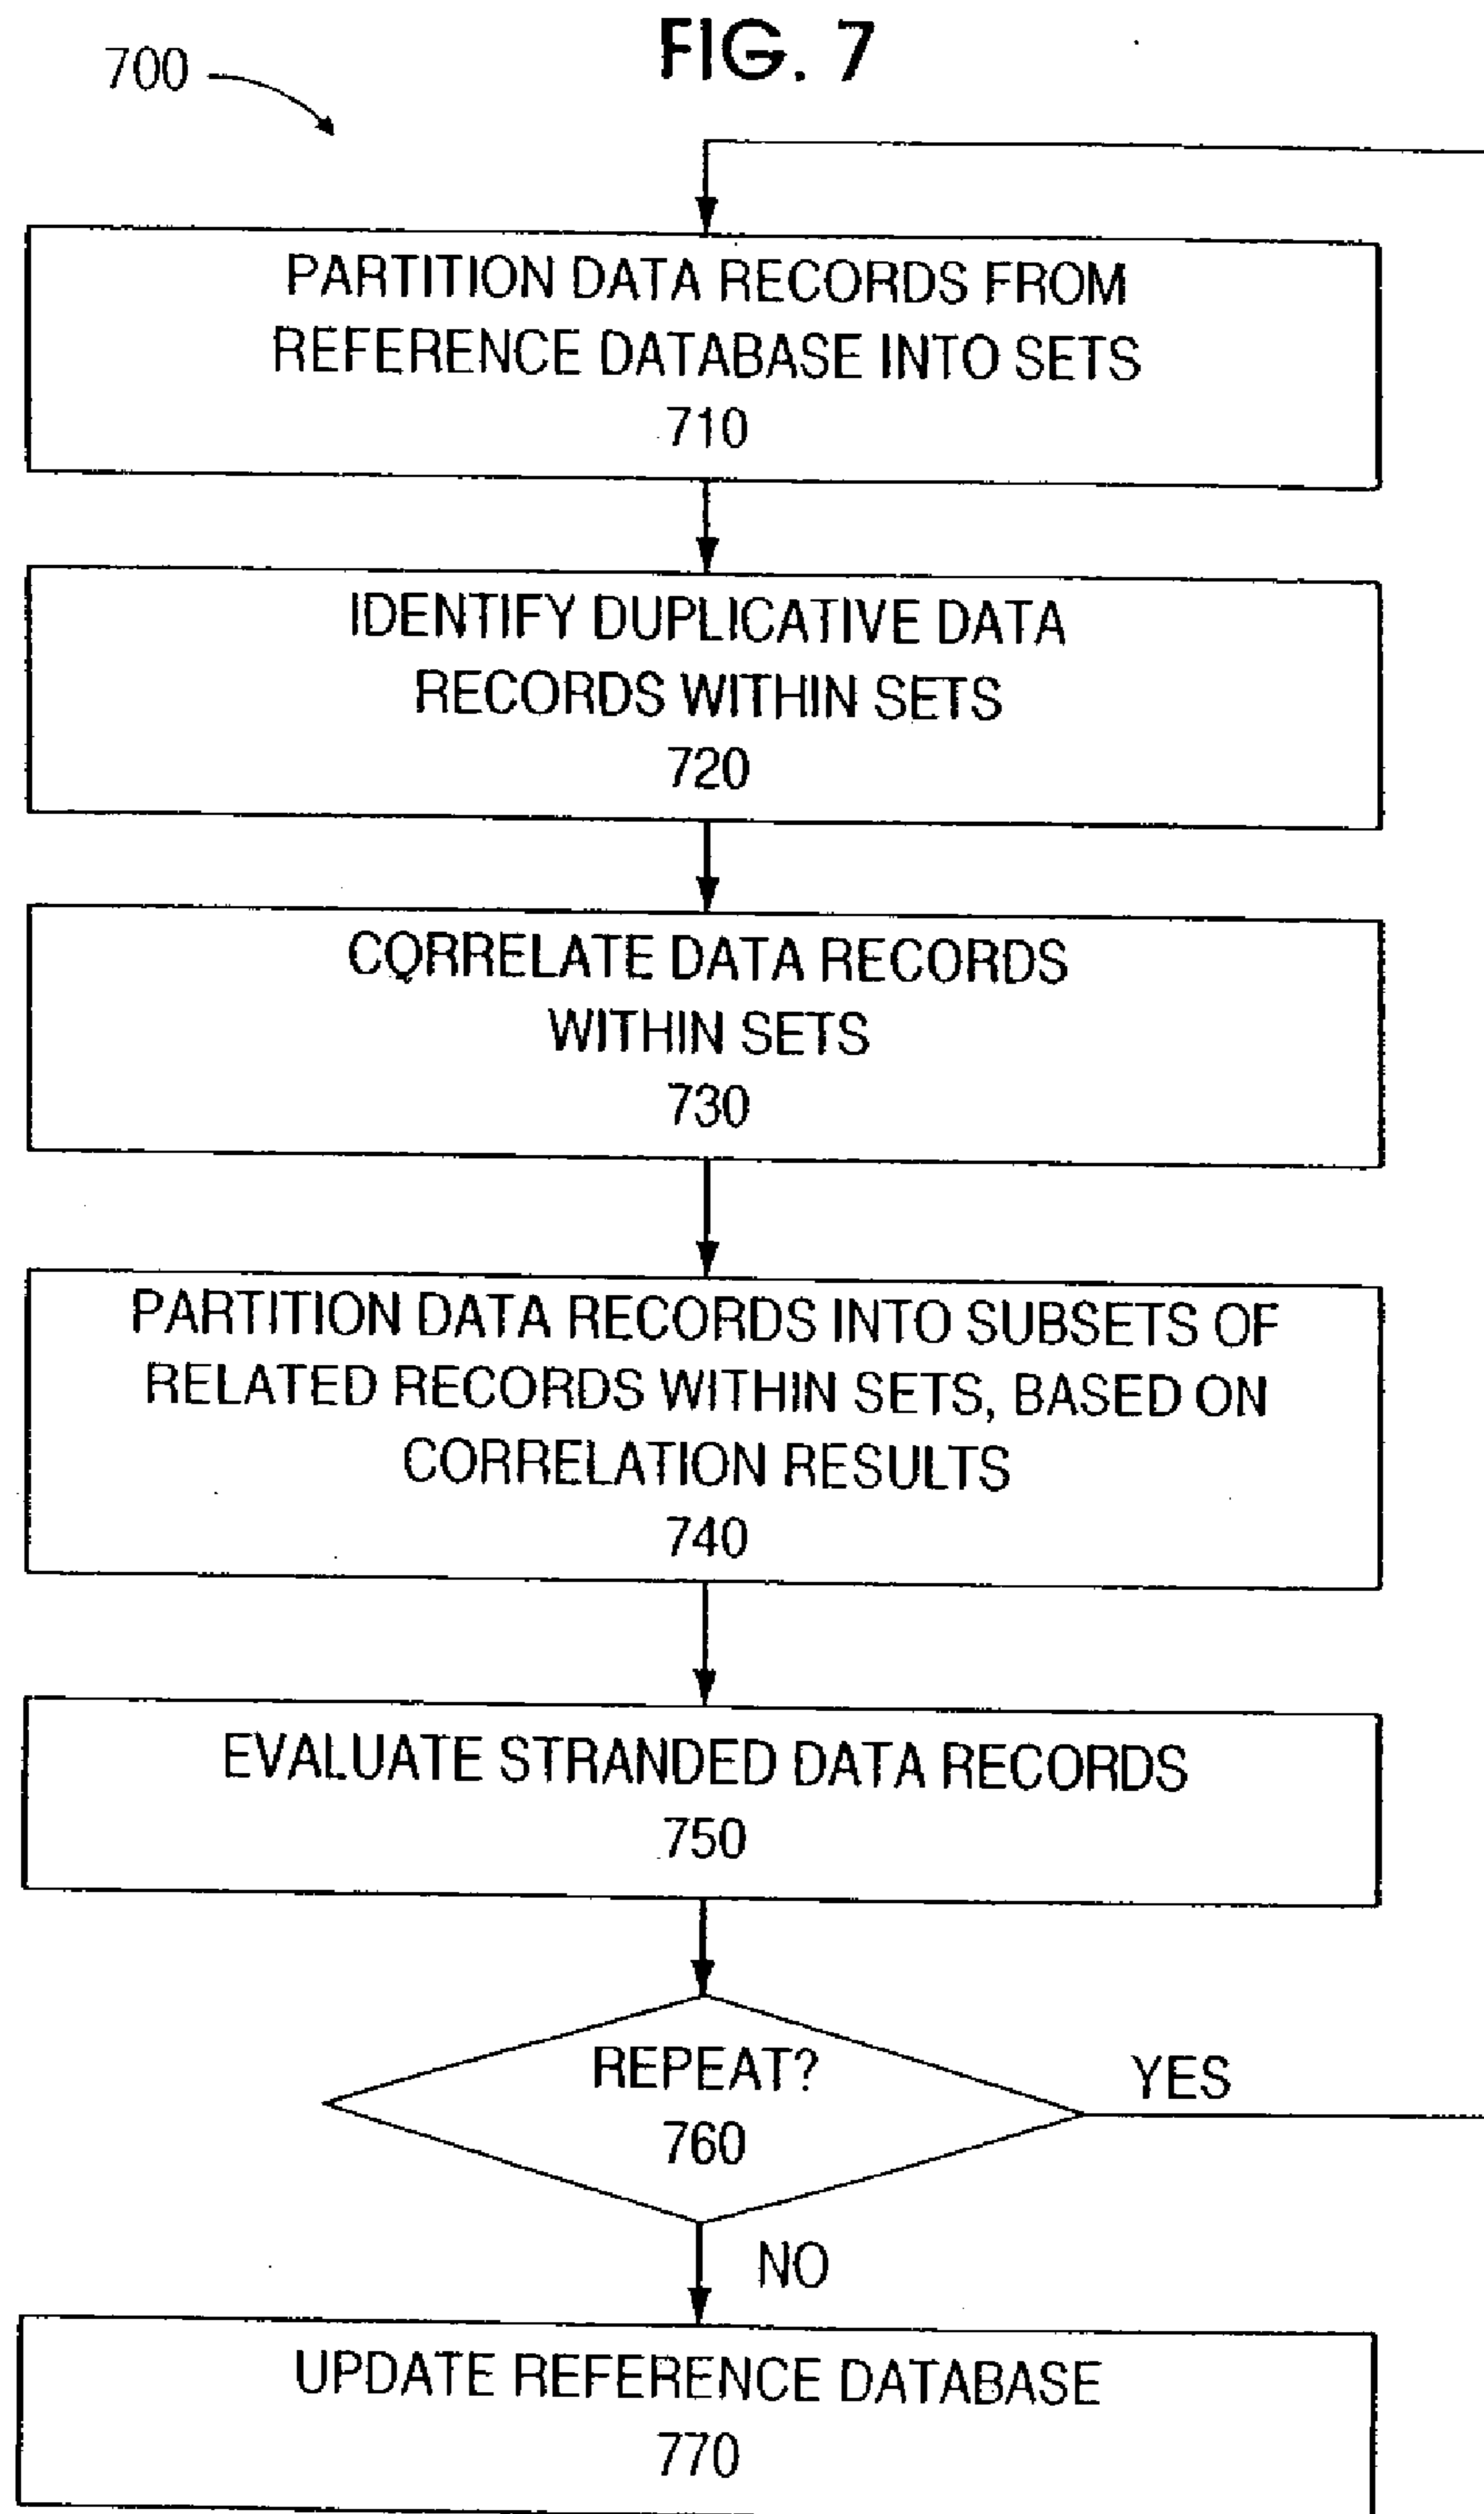 FIG. 7
700
PARTITION DATA RECORDS FROM
REFERENCE DATABASE INTO SETS
710
IDENTIFY DUPLICATIVE DATA
RECORDS WITHIN SETS
720
CORRELATE DATA RECORDS
WITHIN SETS
730
PARTITION DATA RECORDS INTO SUBSETS OF
RELATED RECORDS WITHIN SETS, BASED ON
CORRELATION RESULTS
740
EVALUATE STRANDED DATA RECORDS
750
REPEAT?
760
YES
NO
UPDATE REFERENCE DATABASE
770